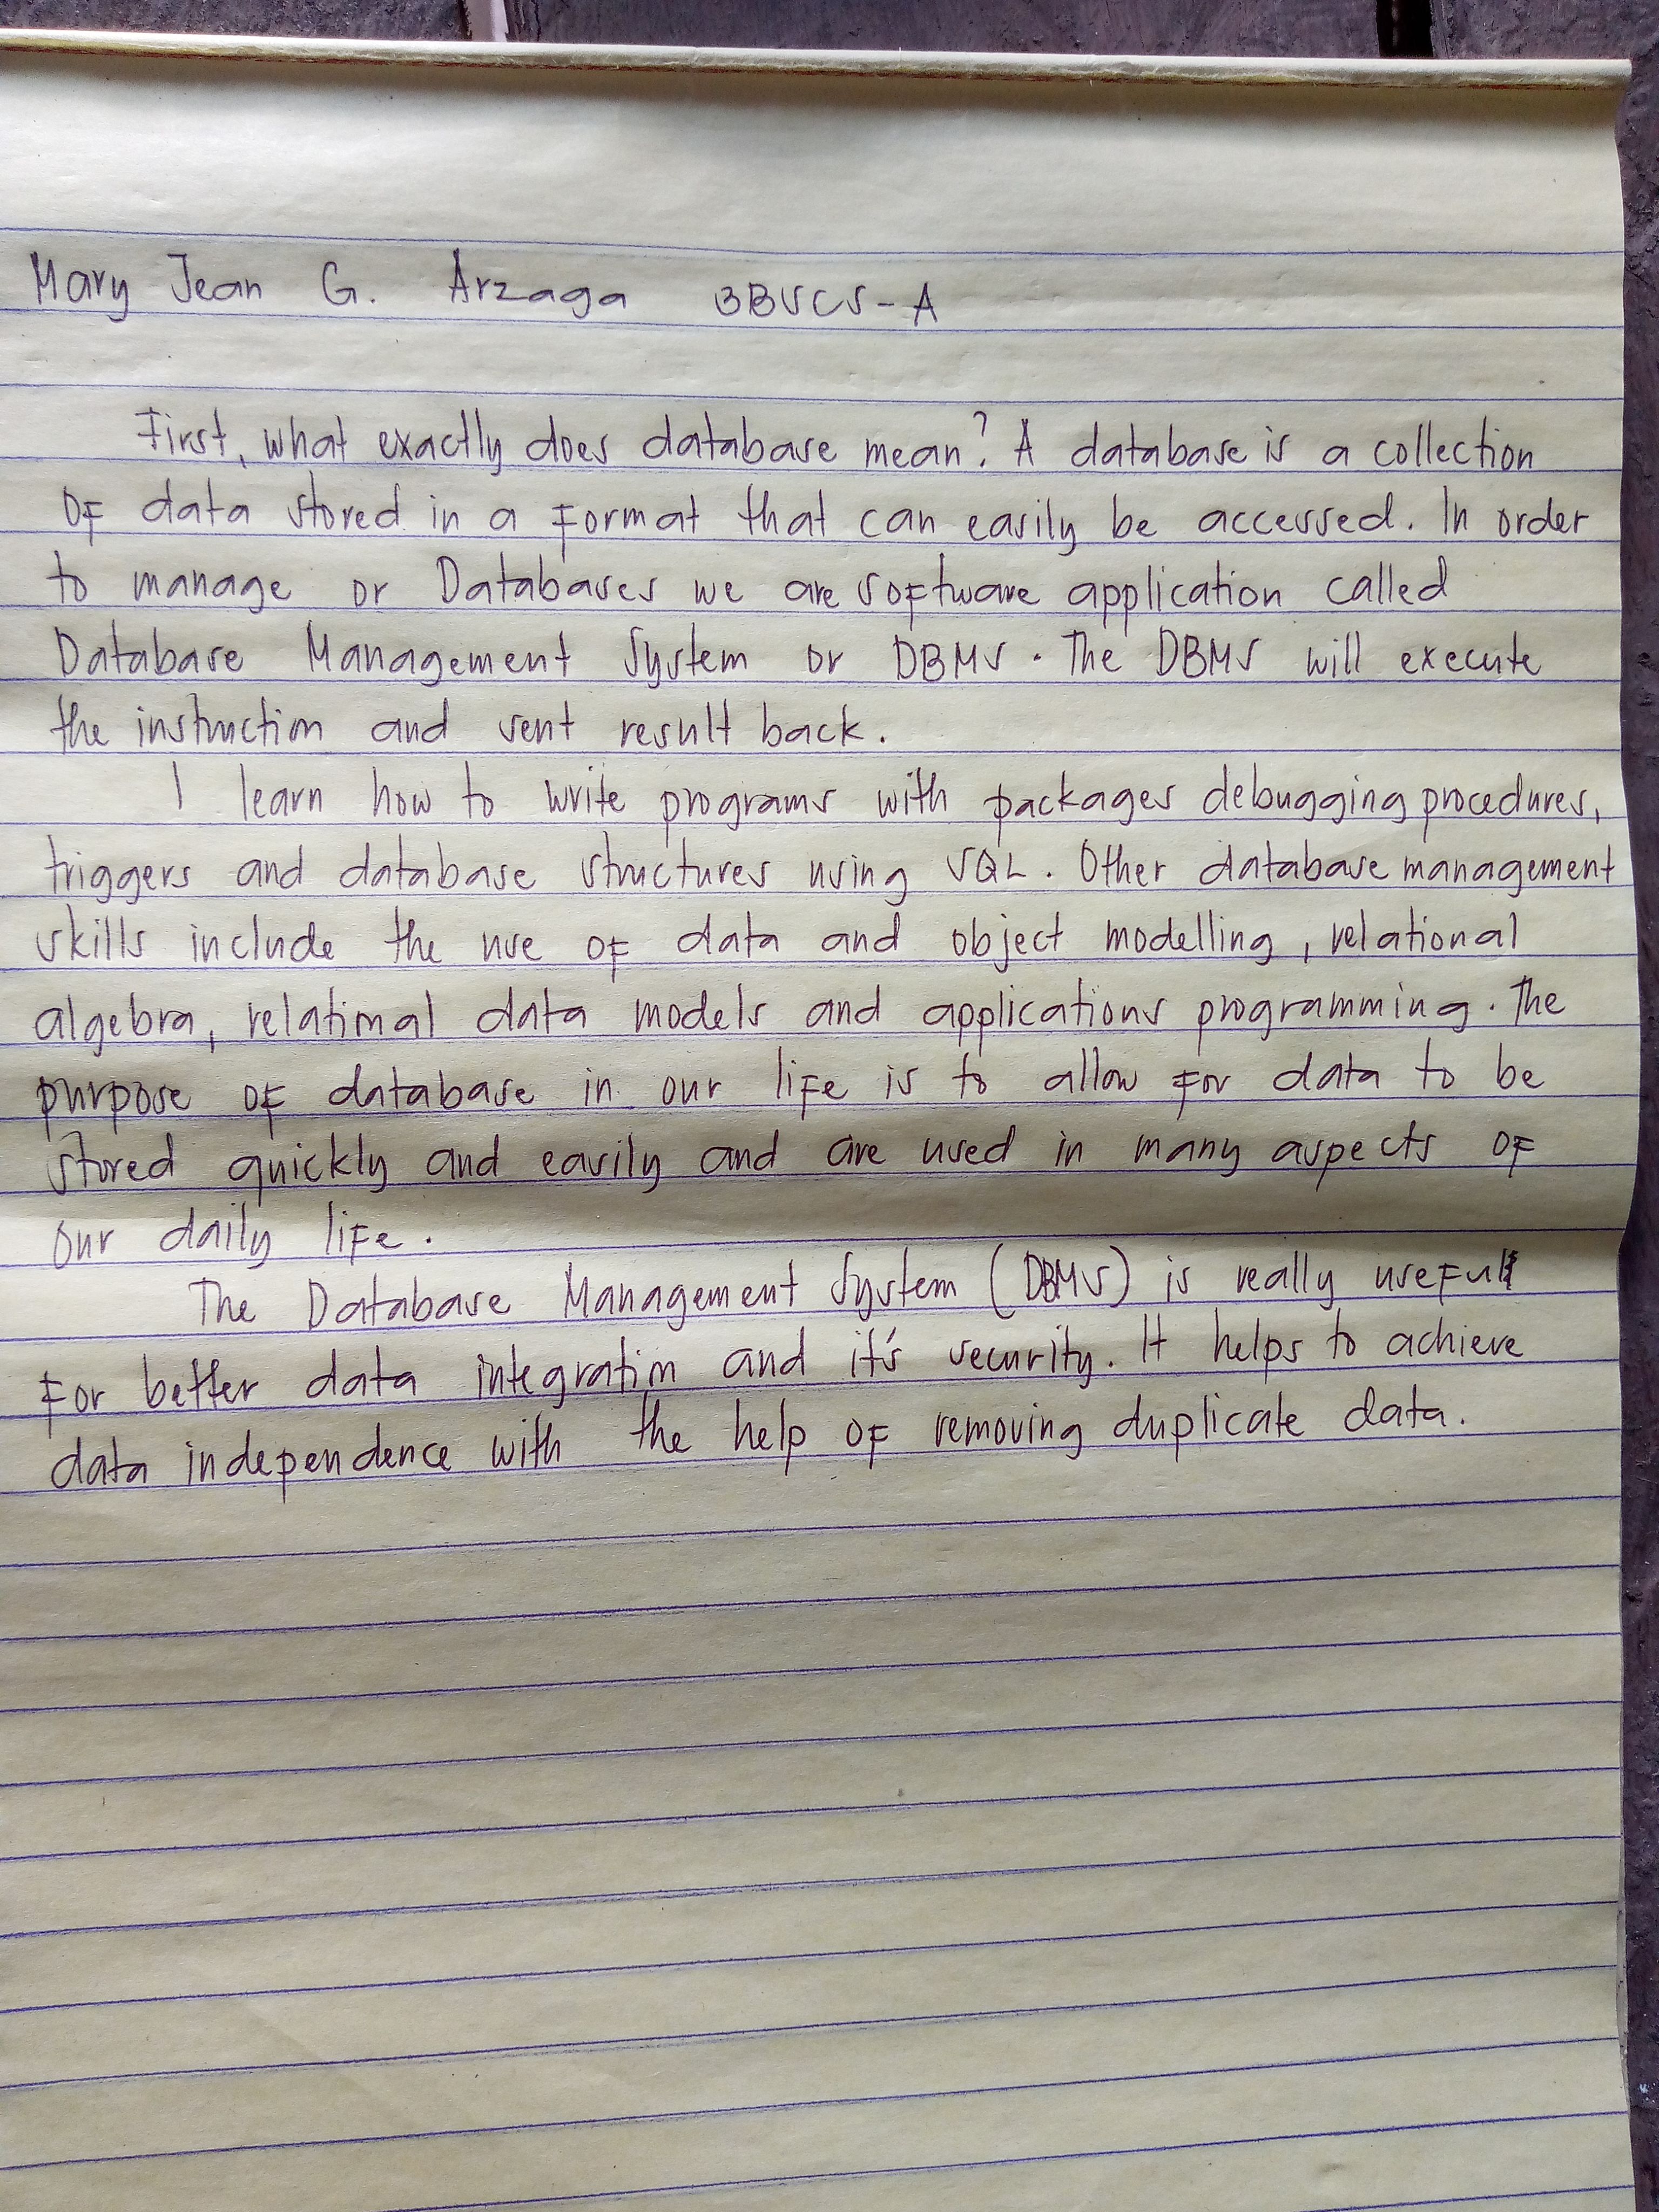 Mary Jean G. Arzaga 3BSCS-A
First, what exactly does database mean? A database is a collection
of data stored in a format that can easily be accessed. In order
to manage or Databases we are software application called
Database Management System or DBMS. The DBMS will execute
the instruction and sent result back.
I learn how to write programs with packages debugging procedures,
triggers and database structures using SQL. Other database management
skills include the use of data and object modelling, relational
algebra, relational data models and applications programming. The
purpose of database in our life is to allow for data to be
stored quickly and easily and are used in many aspects of
our daily life.
The Database Management System (DBMS) is really useful
for better data integration and it's security. It helps to achieve
data independence with the help of removing duplicate data.